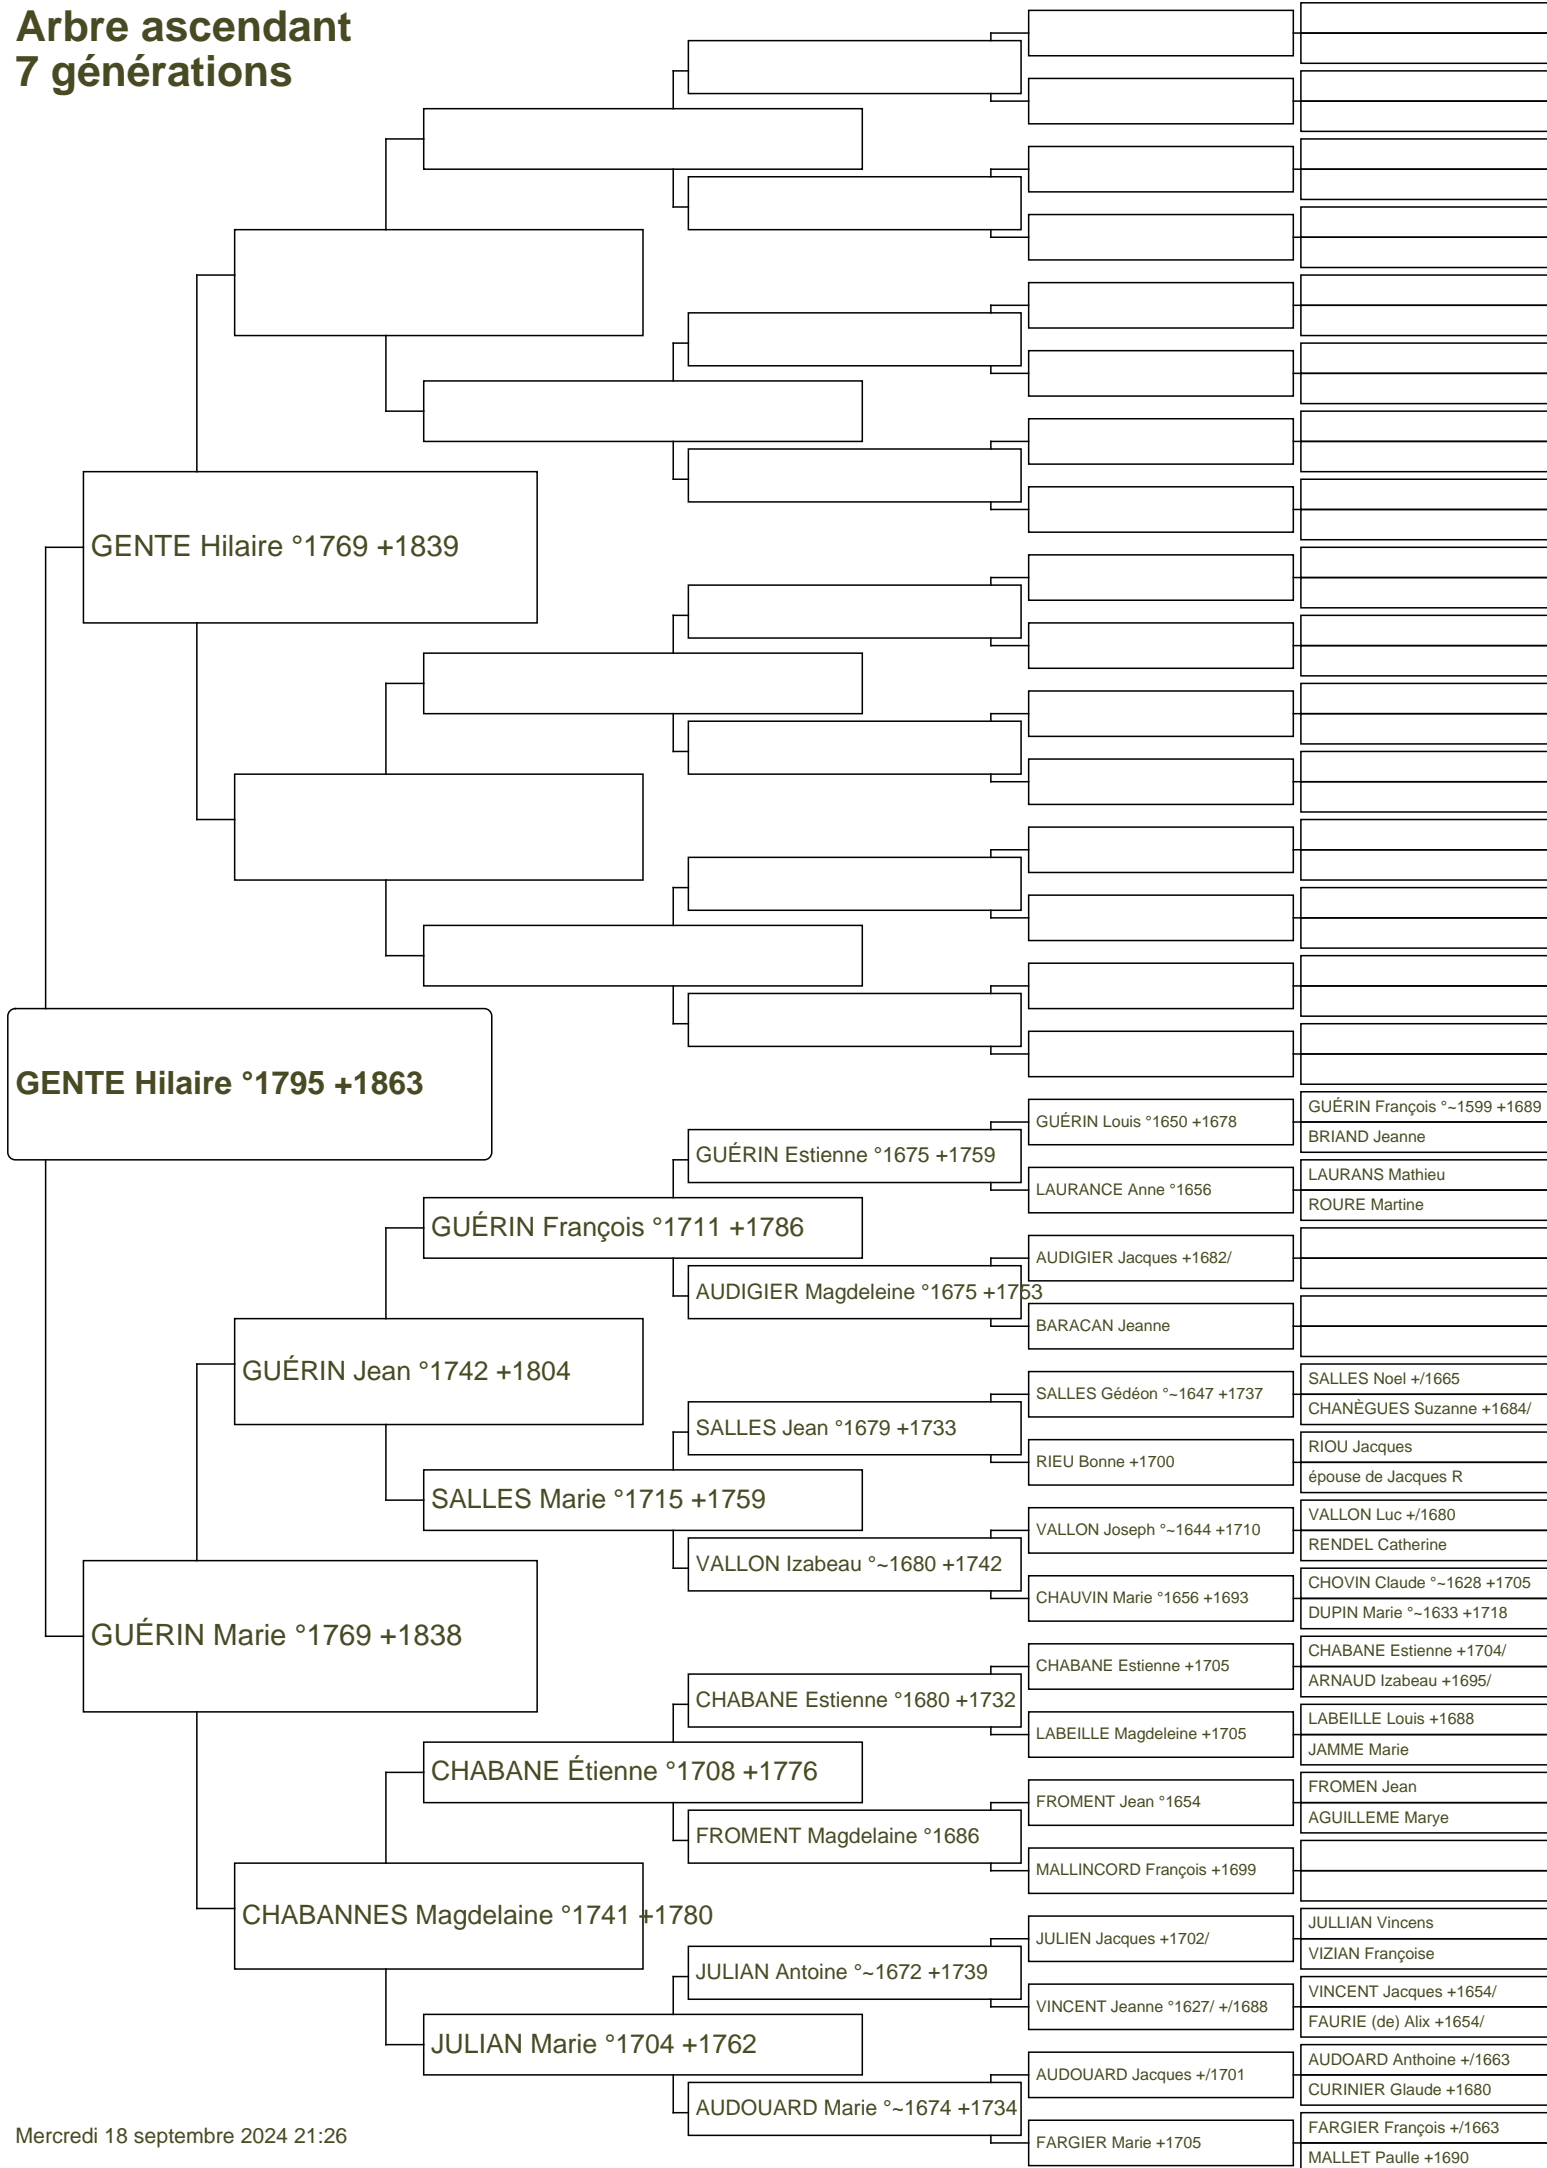 Arbre ascendant
7 générations
GENTE Hilaire °1769 +1839
GENTE Hilaire °1795 +1863
GUÉRIN François °~1599 +1689
GUÉRIN Louis °1650 +1678
BRIAND Jeanne
GUÉRIN Estienne °1675 +1759
LAURANS Mathieu
LAURANCE Anne °1656
ROURE Martine
GUÉRIN François °1711 +1786
AUDIGIER Jacques +1682/
AUDIGIER Magdeleine °1675 +1753
BARACAN Jeanne
GUÉRIN Jean °1742 +1804
SALLES Noel +/1665
SALLES Gédéon °~1647 +1737
CHANÈGUES Suzanne +1684/
SALLES Jean °1679 +1733
RIOU Jacques
RIEU Bonne +1700
épouse de Jacques R
SALLES Marie °1715 +1759
VALLON Luc +/1680
VALLON Joseph °~1644 +1710
RENDEL Catherine
VALLON Izabeau °~1680 +1742
CHOVIN Claude °~1628 +1705
CHAUVIN Marie °1656 +1693
DUPIN Marie °~1633 +1718
GUÉRIN Marie °1769 +1838
CHABANE Estienne +1704/
CHABANE Estienne +1705
ARNAUD Izabeau +1695/
CHABANE Estienne °1680 +1732
LABEILLE Louis +1688
LABEILLE Magdeleine +1705
JAMME Marie
CHABANE Étienne °1708 +1776
FROMEN Jean
FROMENT Jean °1654
AGUILLEME Marye
FROMENT Magdelaine °1686
MALLINCORD François +1699
CHABANNES Magdelaine °1741 +1780
JULLIAN Vincens
JULIEN Jacques +1702/
VIZIAN Françoise
JULIAN Antoine °~1672 +1739
VINCENT Jacques +1654/
VINCENT Jeanne °1627/ +/1688
FAURIE (de) Alix +1654/
JULIAN Marie °1704 +1762
AUDOARD Anthoine +/1663
AUDOUARD Jacques +/1701
CURINIER Glaude +1680
AUDOUARD Marie °~1674 +1734
FARGIER François +/1663
FARGIER Marie +1705
MALLET Paulle +1690
Mercredi 18 septembre 2024 21:26